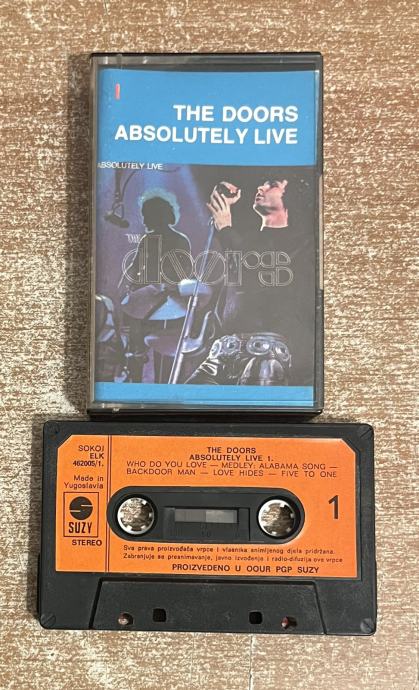 THE DOORS
ABSOLUTELY LIVE
ABSOLUTELY LIVE
THE
doors
SOKOJ
ELK
462005/1.
Made in
Yugoslavia
SUZY
STEREO
THE DOORS
ABSOLUTELY LIVE 1.
WHO DO YOU LOVE — MEDLEY: ALABAMA SONG —
BACKDOOR MAN — LOVE HIDES — FIVE TO ONE
1
Sva prava proizvođača vrpce i vlasnika snimljenog djela pridržana.
Zabranjuje se presnimavanje, javno izvođenje i radio-difuzija ove vrpce
PROIZVEDENO U OOUR PGP SUZY